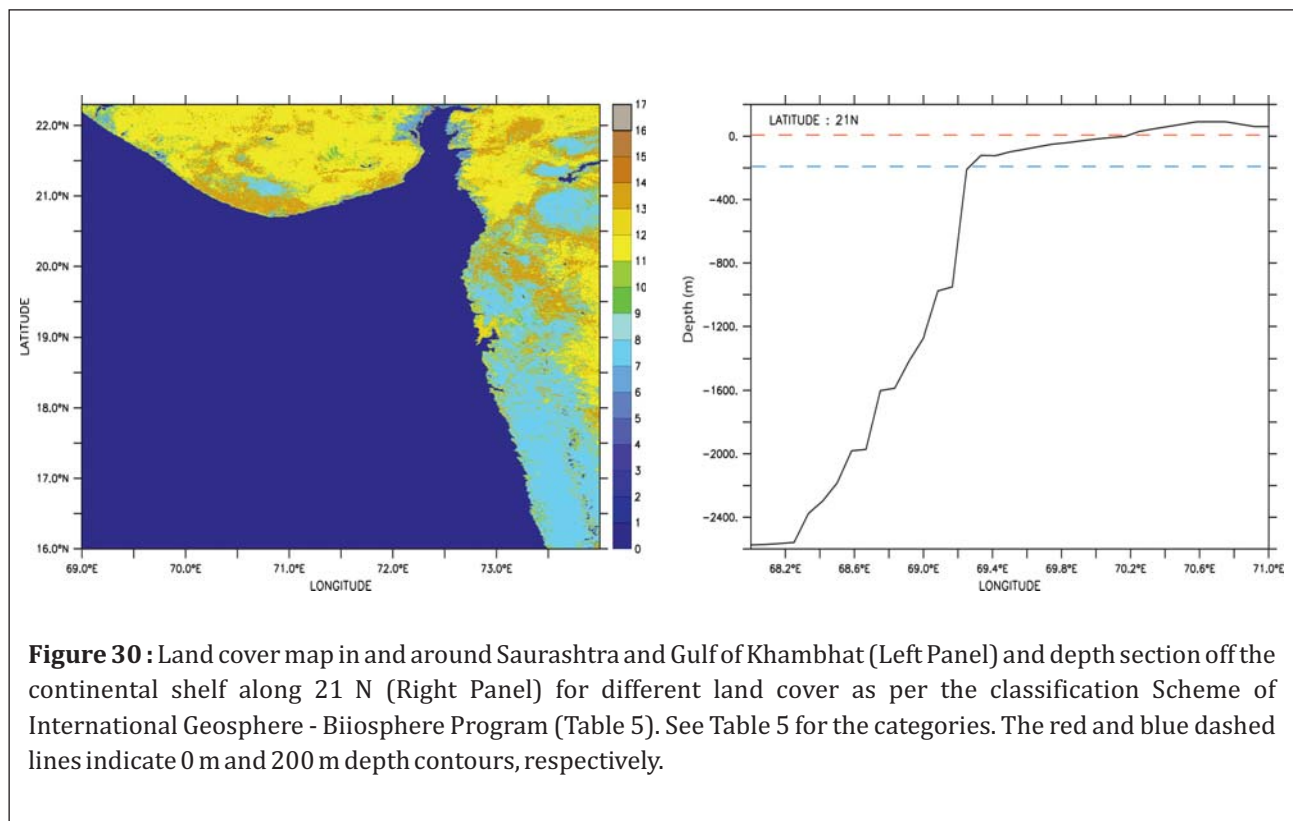 22.0°N
21.0°N
20.0°N
19.0°N
18.0°N
17.0°N
16.0°N
LATITUDE
69.0°E 70.0°E 71.0°E 72.0°E 73.0°E
LONGITUDE
17
16
15
14
13
12
11
10
9
8
7
6
5
4
3
2
1
0
LATITUDE : 21N
0.
-400.
-800.
-1200.
-1600.
-2000.
-2400.
Depth (m)
68.2°E 68.6°E 69.0°E 69.4°E 69.8°E 70.2°E 70.6°E 71.0°E
LONGITUDE
Figure 30 : Land cover map in and around Saurashtra and Gulf of Khambhat (Left Panel) and depth section off the
continental shelf along 21 N (Right Panel) for different land cover as per the classification Scheme of
International Geosphere - Biiosphere Program (Table 5). See Table 5 for the categories. The red and blue dashed
lines indicate 0 m and 200 m depth contours, respectively.